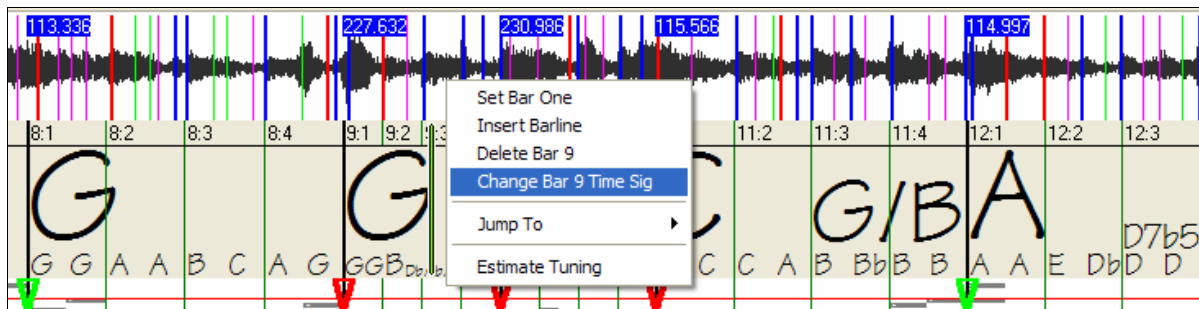 113.336 227.632 230.986 115.566 114.997
8:1 8:2 8:3 8:4 9:1 9:2 11:2 11:3 11:4 12:1 12:2 12:3
Set Bar One
Insert Barline
Delete Bar 9
Change Bar 9 Time Sig
Jump To
Estimate Tuning
G G C G/B A D7b5
G G A A B C A G G G B C C A B Bb B B A A E Db D D